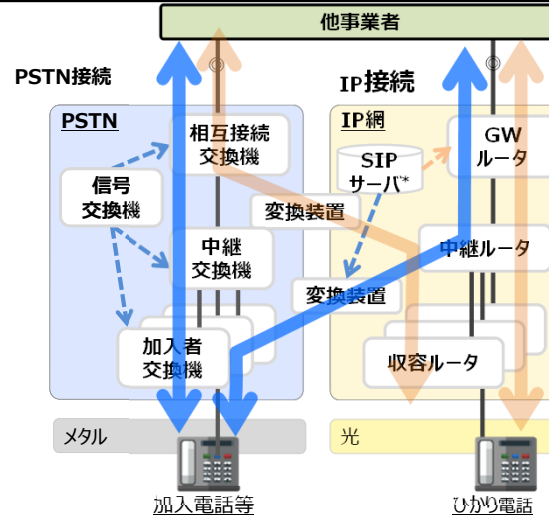 他事業者
PSTN接続
IP接続
PSTN
IP網
相互接続
交換機
GW
ルータ
SIP
サーバ*
信号
交換機
変換装置
中継
交換機
中継ルータ
変換装置
加入者
交換機
収容ルータ
メタル
光
加入電話等
ひかり電話